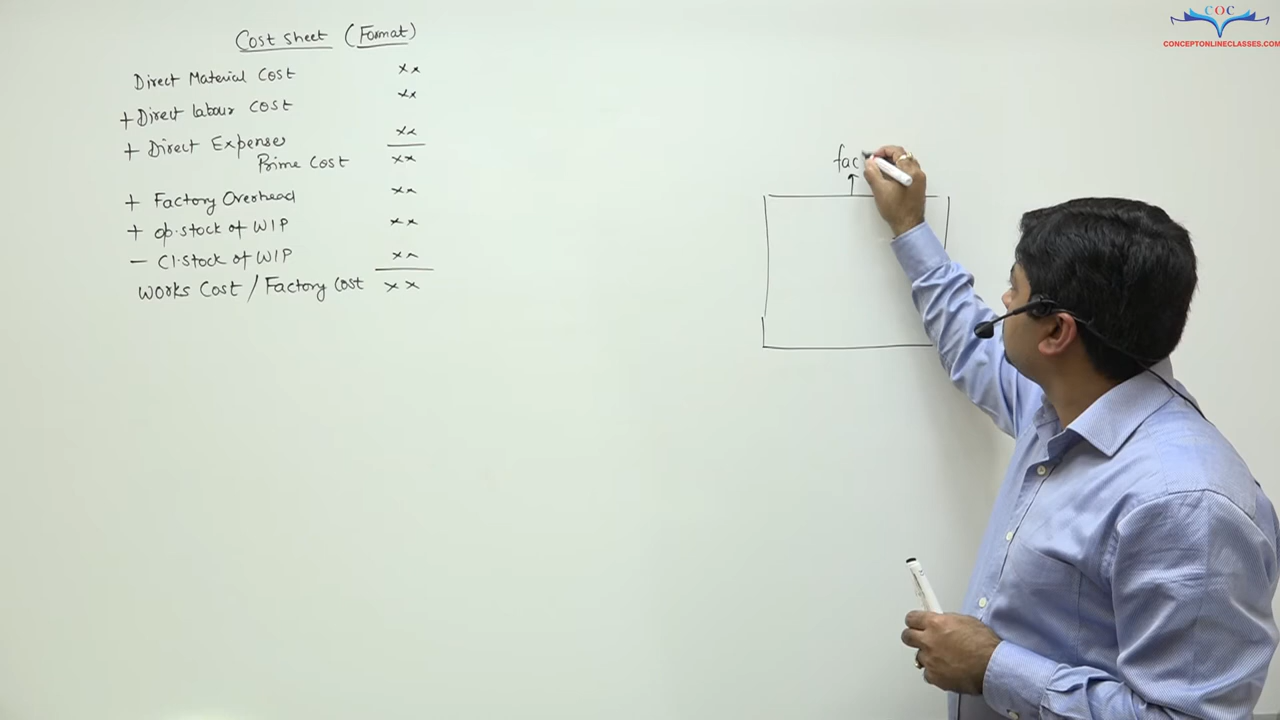 Cost sheet (Format)
Direct Material Cost xx
+ Direct labour cost xx
+ Direct Expenses xx
Prime Cost xx
+ Factory Overhead xx
+ op.stock of WIP xx
- Cl.stock of WIP xx
Works Cost / Factory cost xx
fac
COC
CONCEPTONLINECLASSES.COM